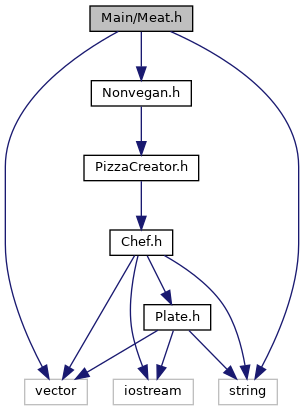 Main/Meat.h
Nonvegan.h
PizzaCreator.h
Chef.h
Plate.h
vector
iostream
string